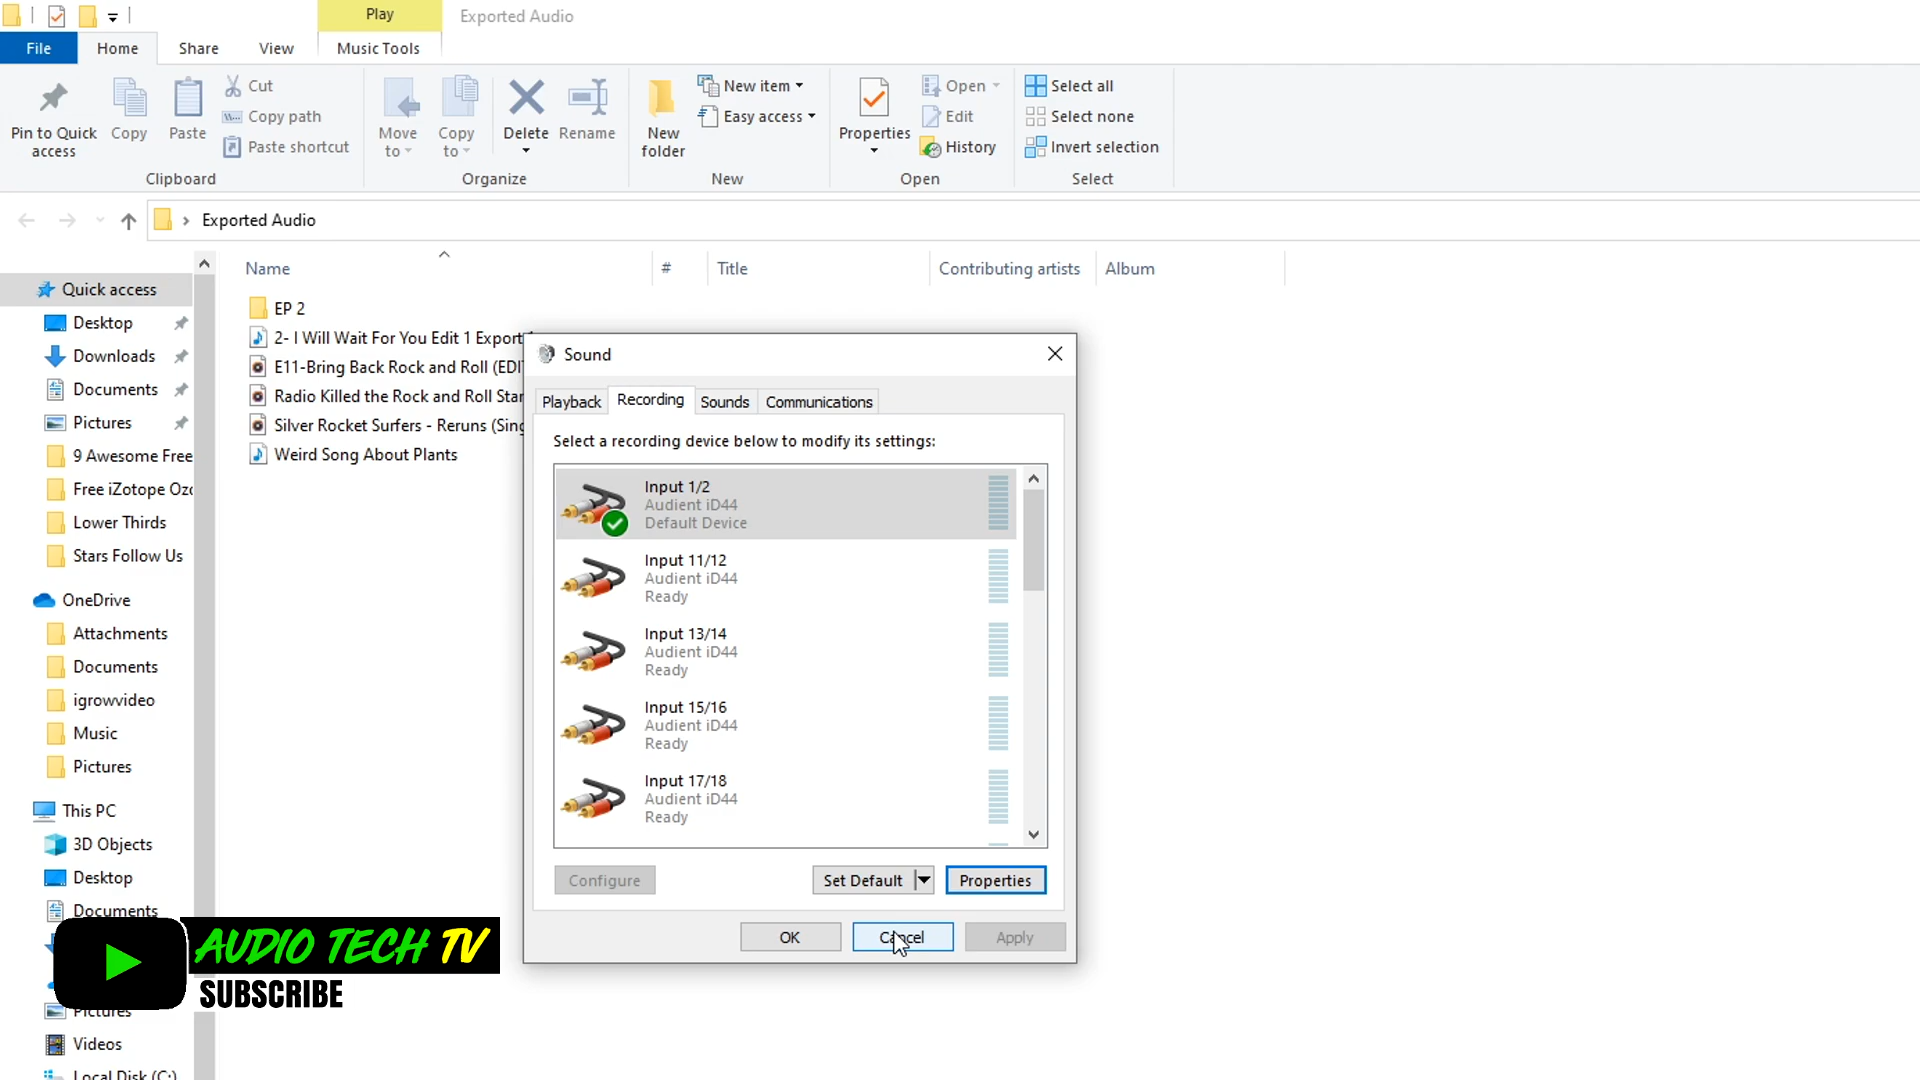 Play
Exported Audio
File
Home
Share
View
Music Tools
Pin to Quick access
Copy
Paste
Cut
Copy path
Paste shortcut
Clipboard
Move to
Copy to
Delete
Rename
Organize
New folder
New item
Easy access
New
Properties
Open
Edit
History
Open
Select all
Select none
Invert selection
Select
Exported Audio
Name
#
Title
Contributing artists
Album
Quick access
Desktop
Downloads
Documents
Pictures
9 Awesome Free
Free iZotope Ozo
Lower Thirds
Stars Follow Us
OneDrive
Attachments
Documents
igrowvideo
Music
Pictures
This PC
3D Objects
Desktop
Documents
Pictures
Videos
Local Disk (C:)
EP 2
2- I Will Wait For You Edit 1 Export
E11-Bring Back Rock and Roll (EDI
Radio Killed the Rock and Roll Star
Silver Rocket Surfers - Reruns (Sing
Weird Song About Plants
Sound
Playback
Recording
Sounds
Communications
Select a recording device below to modify its settings:
Input 1/2
Audient iD44
Default Device
Input 11/12
Audient iD44
Ready
Input 13/14
Audient iD44
Ready
Input 15/16
Audient iD44
Ready
Input 17/18
Audient iD44
Ready
Configure
Set Default
Properties
OK
Cancel
Apply
AUDIO TECH TV
SUBSCRIBE